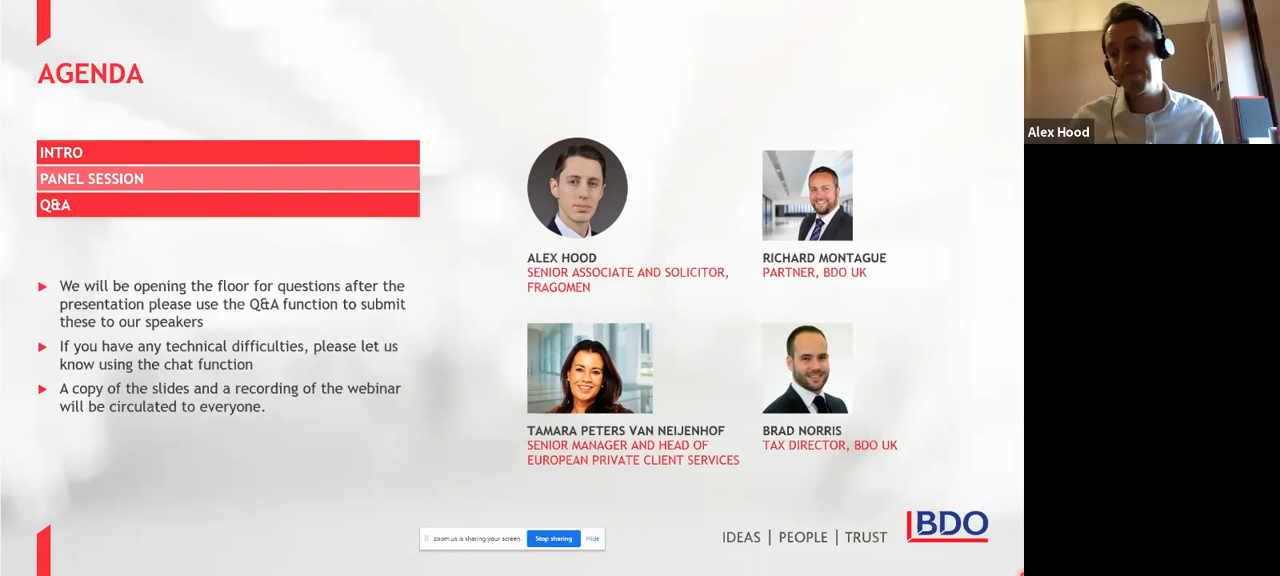 AGENDA
INTRO
PANEL SESSION
Q&A
We will be opening the floor for questions after the
presentation please use the Q&A function to submit
these to our speakers
If you have any technical difficulties, please let us
know using the chat function
A copy of the slides and a recording of the webinar
will be circulated to everyone.
ALEX HOOD
SENIOR ASSOCIATE AND SOLICITOR,
FRAGOMEN
RICHARD MONTAGUE
PARTNER, BDO UK
TAMARA PETERS VAN NEIJENHOF
SENIOR MANAGER AND HEAD OF
EUROPEAN PRIVATE CLIENT SERVICES
BRAD NORRIS
TAX DIRECTOR, BDO UK
zoom.us is sharing your screen.
Stop sharing
Hide
IDEAS | PEOPLE | TRUST
BDO
Alex Hood